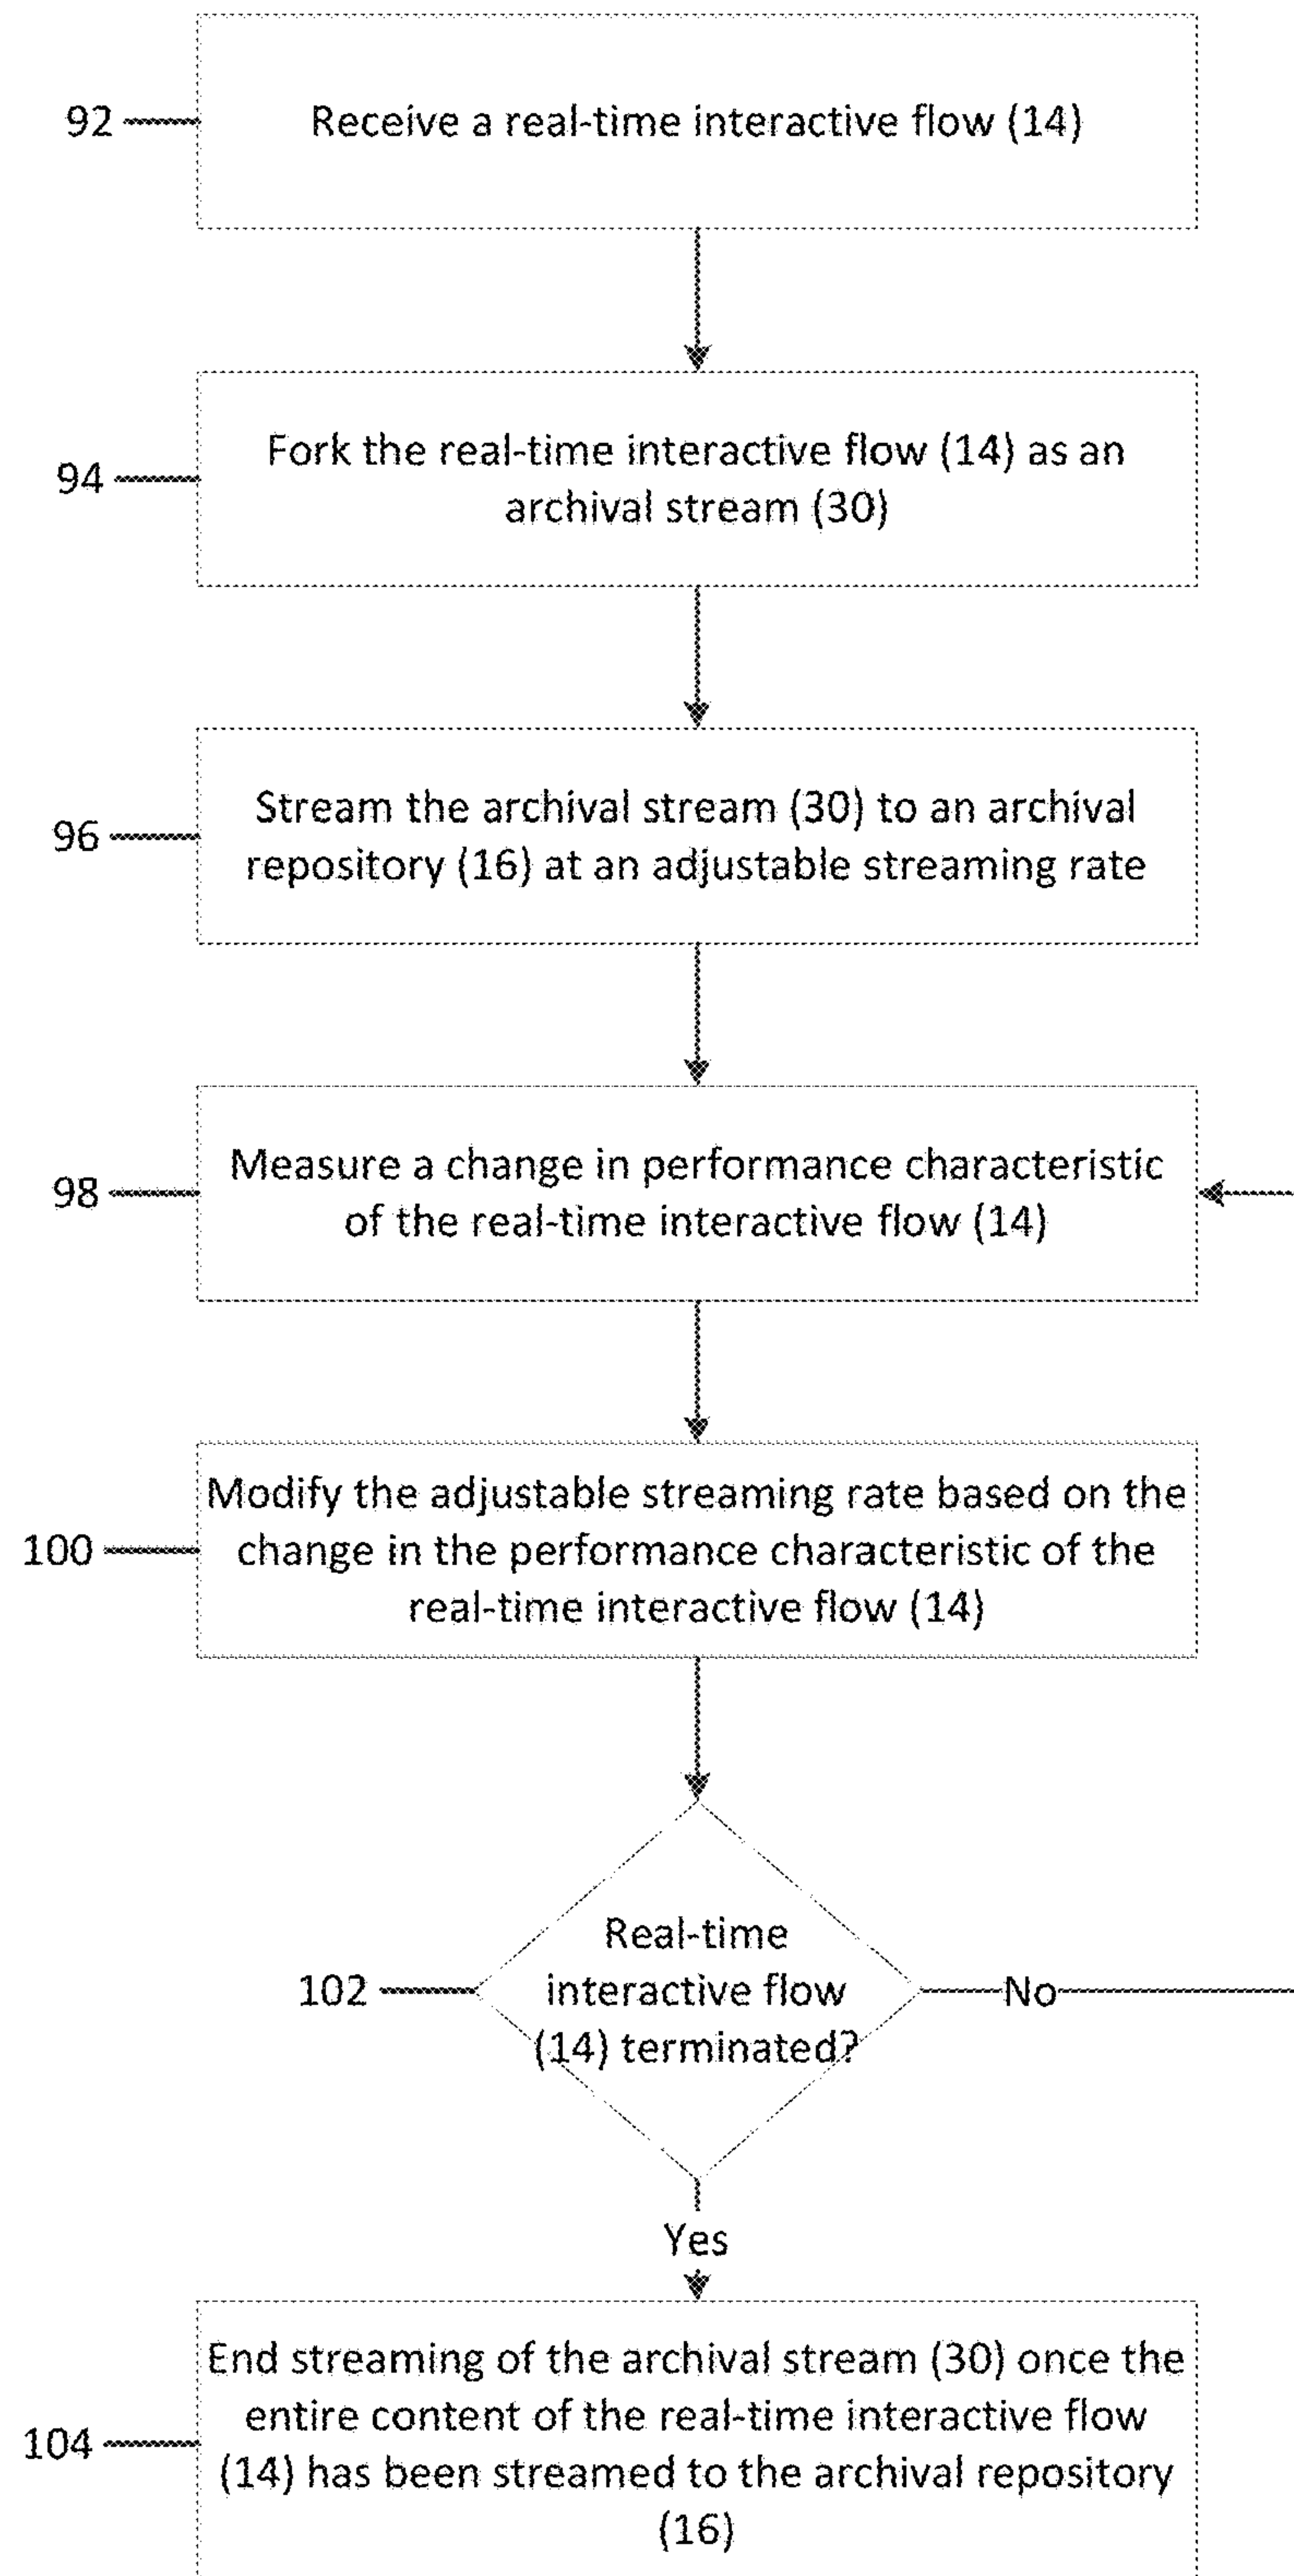 92
Receive a real-time interactive flow (14)
94
Fork the real-time interactive flow (14) as an
archival stream (30)
96
Stream the archival stream (30) to an archival
repository (16) at an adjustable streaming rate
98
Measure a change in performance characteristic
of the real-time interactive flow (14)
100
Modify the adjustable streaming rate based on the
change in the performance characteristic of the
real-time interactive flow (14)
102
Real-time
interactive flow
(14) terminated?
No
Yes
104
End streaming of the archival stream (30) once the
entire content of the real-time interactive flow
(14) has been streamed to the archival repository
(16)